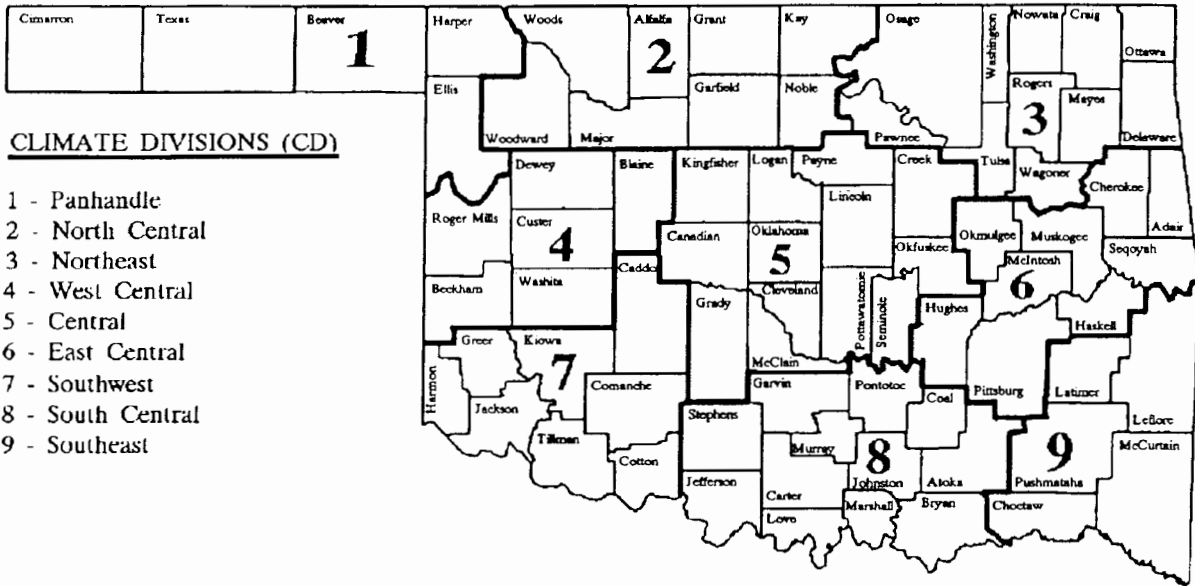 Cimarron Texas Beaver Harper Woods Alfalfa Grant Kay Osage Washington Nowata Craig Ottawa
1 2 3
Ellis Woodward Major Garfield Noble Pawnee Rogers Mayes Delaware
CLIMATE DIVISIONS (CD)
1 - Panhandle
2 - North Central
3 - Northeast
4 - West Central
5 - Central
6 - East Central
7 - Southwest
8 - South Central
9 - Southeast
Dewey Blaine Kingfisher Logan Payne Creek Tulsa Wagoner Cherokee Adair
Roger Mills Custer Canadian Oklahoma Lincoln Okfuskee Okmulgee Muskogee Seqoyah
4 5 6
Beckham Washita Caddo Grady Cleveland Pottawatomie Seminole Hughes McIntosh Haskell
Greer Kiowa McClain
7
Harmon Jackson Comanche Stephens Garvin Pontotoc Coal Pittsburg Latimer Leflore
Tillman Cotton Murray McCurtain
8 9
Jefferson Carter Johnston Atoka Pushmataha
Love Marshall Bryan Choctaw